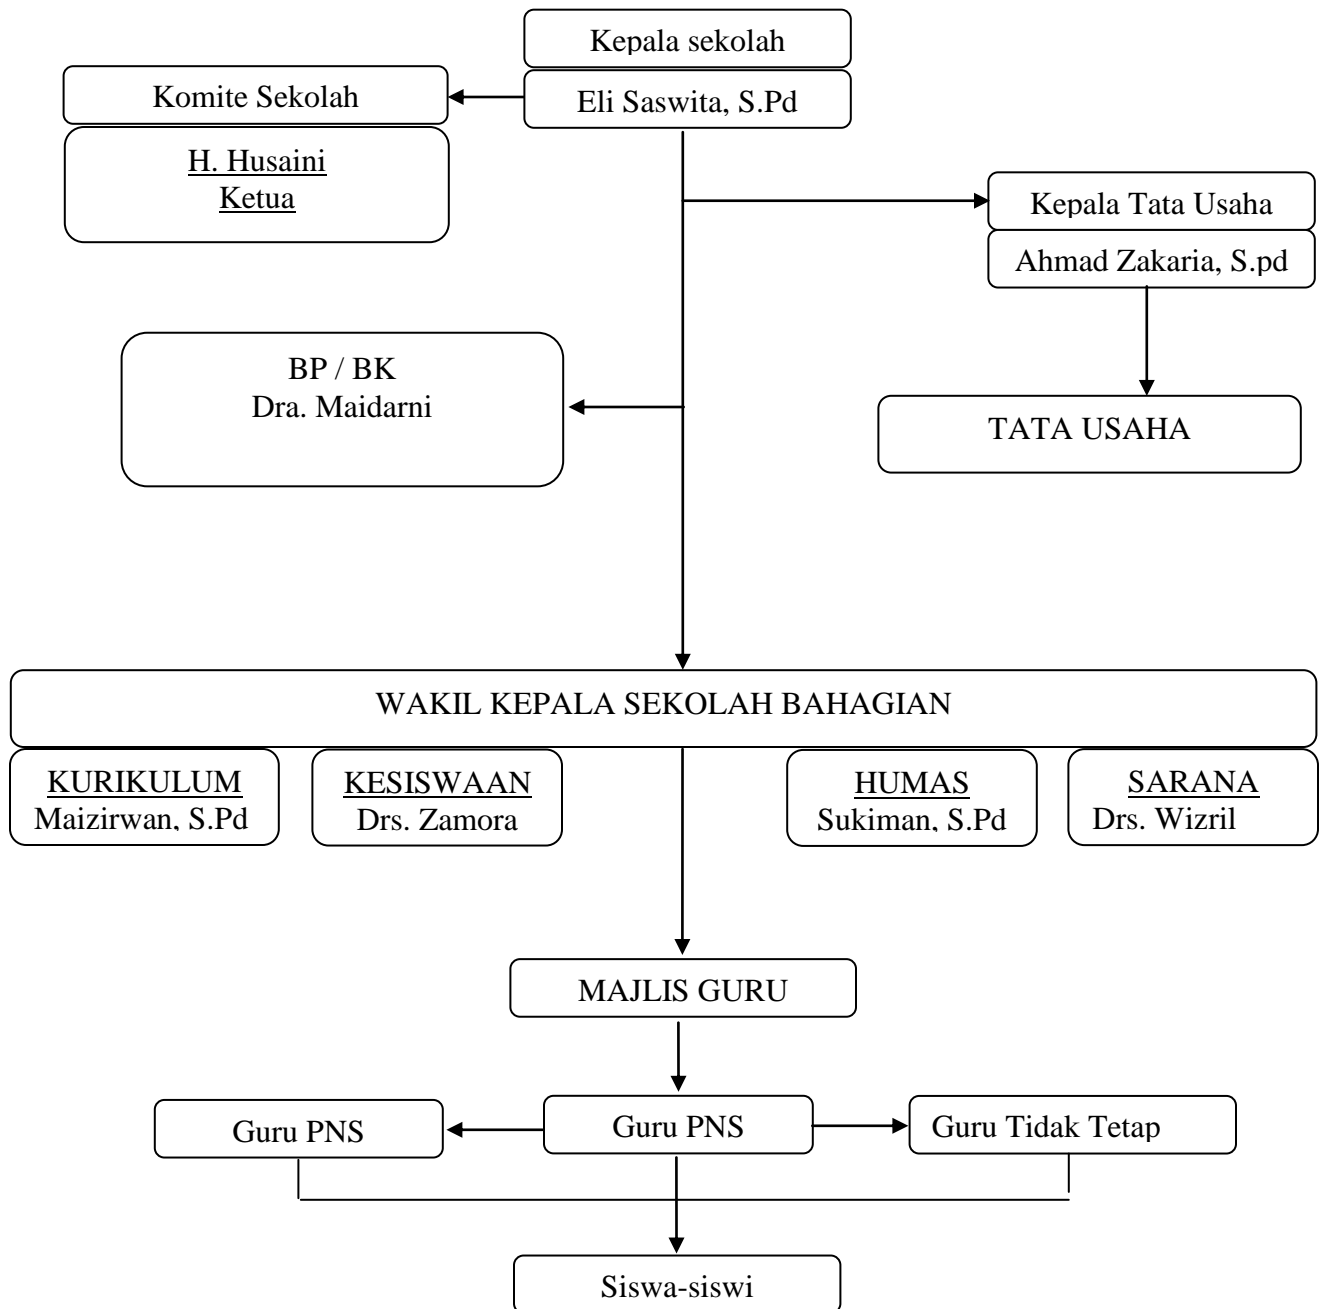 Kepala sekolah
Komite Sekolah
Eli Saswita, S.Pd
H. Husaini
Ketua
Kepala Tata Usaha
Ahmad Zakaria, S.pd
BP / BK
Dra. Maidarni
TATA USAHA
WAKIL KEPALA SEKOLAH BAHAGIAN
KURIKULUM
Maizirwan, S.Pd
KESISWAAN
Drs. Zamora
HUMAS
Sukiman, S.Pd
SARANA
Drs. Wizril
MAJLIS GURU
Guru PNS
Guru PNS
Guru Tidak Tetap
Siswa-siswi